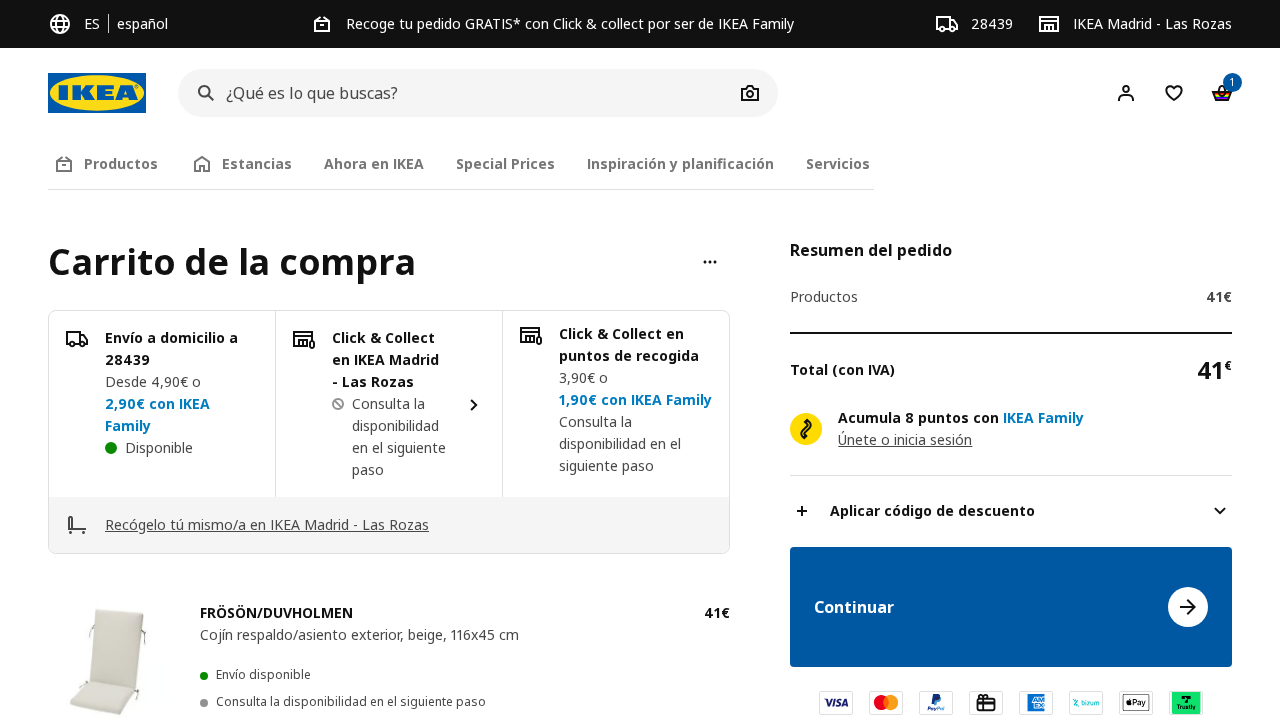 ES español
Recoge tu pedido GRATIS* con Click & collect por ser de IKEA Family
28439
IKEA Madrid - Las Rozas
IKEA
¿Qué es lo que buscas?
1
Productos
Estancias
Ahora en IKEA
Special Prices
Inspiración y planificación
Servicios
Carrito de la compra
Envío a domicilio a
28439
Desde 4,90€ o
2,90€ con IKEA
Family
Disponible
Click & Collect
en IKEA Madrid
- Las Rozas
Consulta la
disponibilidad
en el siguiente
paso
Click & Collect en
puntos de recogida
3,90€ o
1,90€ con IKEA Family
Consulta la
disponibilidad en el
siguiente paso
Recógelo tú mismo/a en IKEA Madrid - Las Rozas
FRÖSÖN/DUVHOLMEN
41€
Cojín respaldo/asiento exterior, beige, 116x45 cm
Envío disponible
Consulta la disponibilidad en el siguiente paso
Resumen del pedido
Productos
41€
Total (con IVA)
41€
Acumula 8 puntos con IKEA Family
Únete o inicia sesión
Aplicar código de descuento
Continuar
VISA
PayPal
AM
EX
bizum
Pay
Trustly